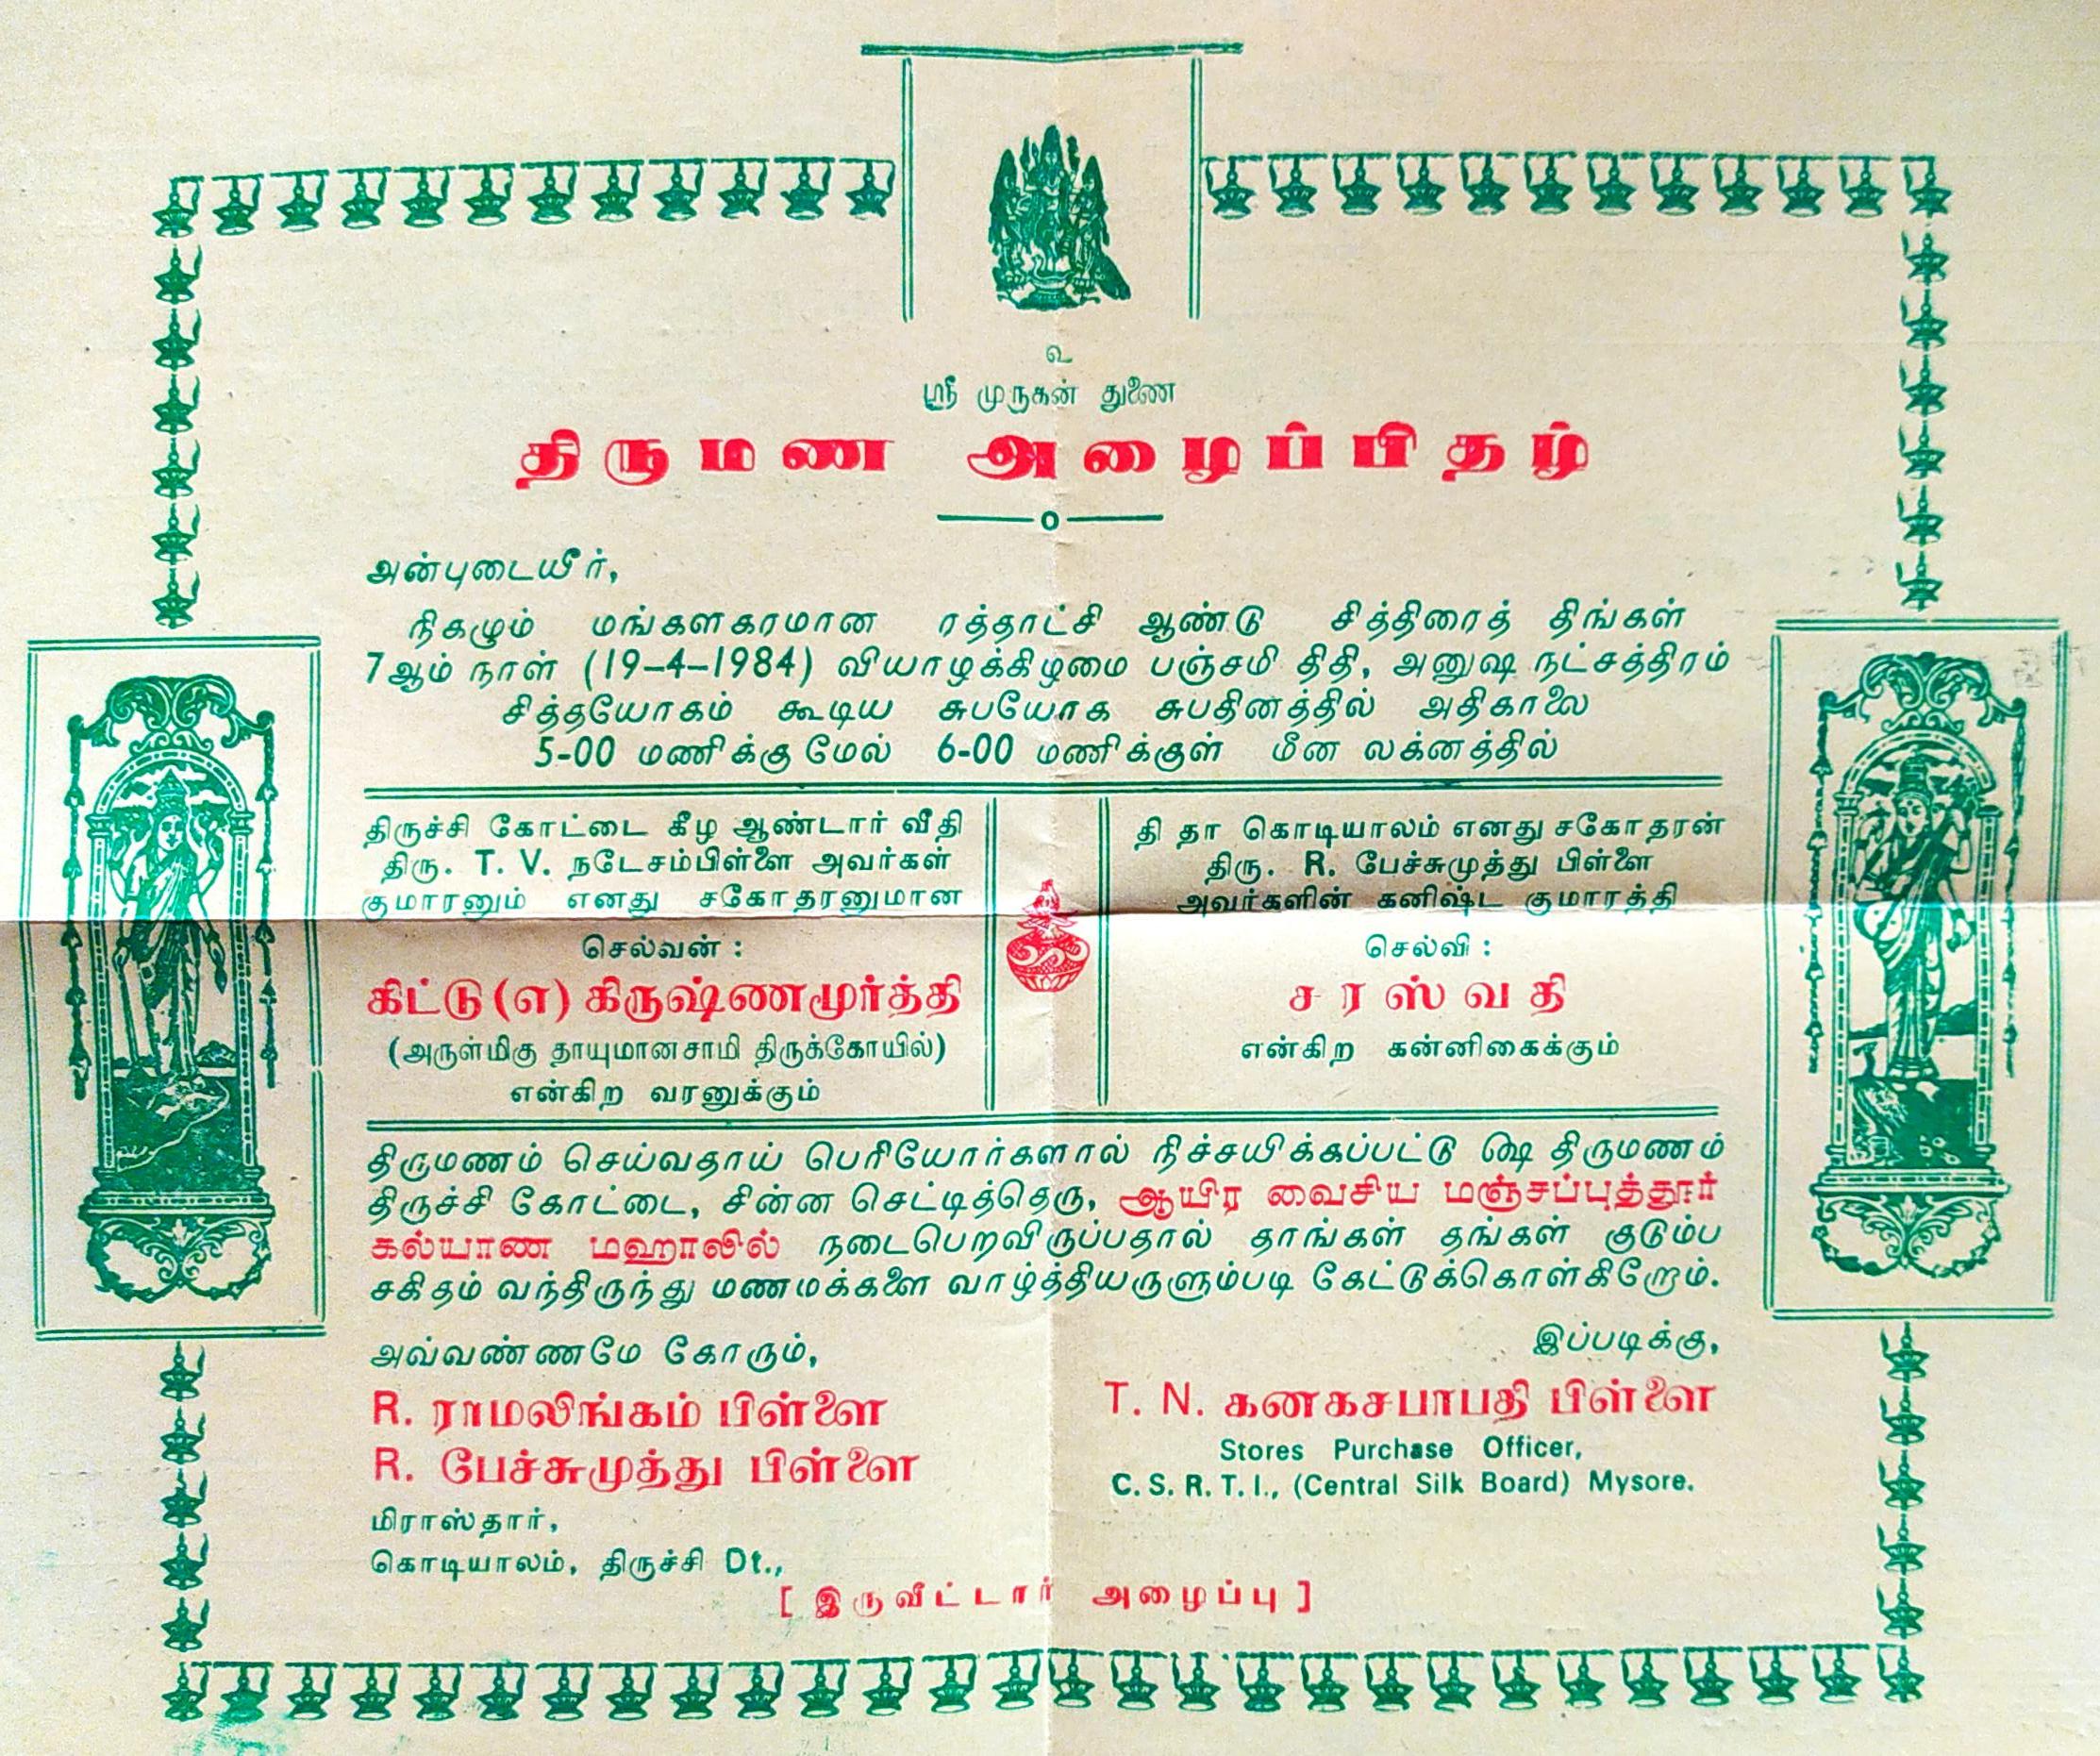 உ
ஸ்ரீ முருகன் துணை
திருமண அழைப்பிதழ்
அன்புடையீர்,
நிகழும் மங்களகரமான ரத்தாட்சி ஆண்டு சித்திரைத் திங்கள்
7ஆம் நாள் (19-4-1984) வியாழக்கிழமை பஞ்சமி திதி, அனுஷ நட்சத்திரம்
சித்தயோகம் கூடிய சுபயோக சுபதினத்தில் அதிகாலை
5-00 மணிக்குமேல் 6-00 மணிக்குள் மீன லக்னத்தில்
திருச்சி கோட்டை கீழ ஆண்டார் வீதி
திரு. T. V. நடேசம்பிள்ளை அவர்கள்
குமாரனும் எனது சகோதரனுமான
செல்வன் :
கிட்டு (எ) கிருஷ்ணமூர்த்தி
(அருள்மிகு தாயுமானசாமி திருக்கோயில்)
என்கிற வரனுக்கும்
தி தா கொடியாலம் எனது சகோதரன்
திரு. R. பேச்சுமுத்து பிள்ளை
அவர்களின் கனிஷ்ட குமாரத்தி
செல்வி :
சரஸ்வதி
என்கிற கன்னிகைக்கும்
திருமணம் செய்வதாய் பெரியோர்களால் நிச்சயிக்கப்பட்டு ௸ திருமணம்
திருச்சி கோட்டை, சின்ன செட்டித்தெரு, ஆயிர வைசிய மஞ்சப்புத்தூர்
கல்யாண மஹாலில் நடைபெறவிருப்பதால் தாங்கள் தங்கள் குடும்ப
சகிதம் வந்திருந்து மணமக்களை வாழ்த்தியருளும்படி கேட்டுக்கொள்கிறோம்.
அவ்வண்ணமே கோரும்,
R. ராமலிங்கம் பிள்ளை
R. பேச்சுமுத்து பிள்ளை
மிராஸ்தார்,
கொடியாலம், திருச்சி Dt.,
இப்படிக்கு,
T. N. கனகசபாபதி பிள்ளை
Stores Purchase Officer,
C. S. R. T. I., (Central Silk Board) Mysore.
[ இருவீட்டார் அழைப்பு ]